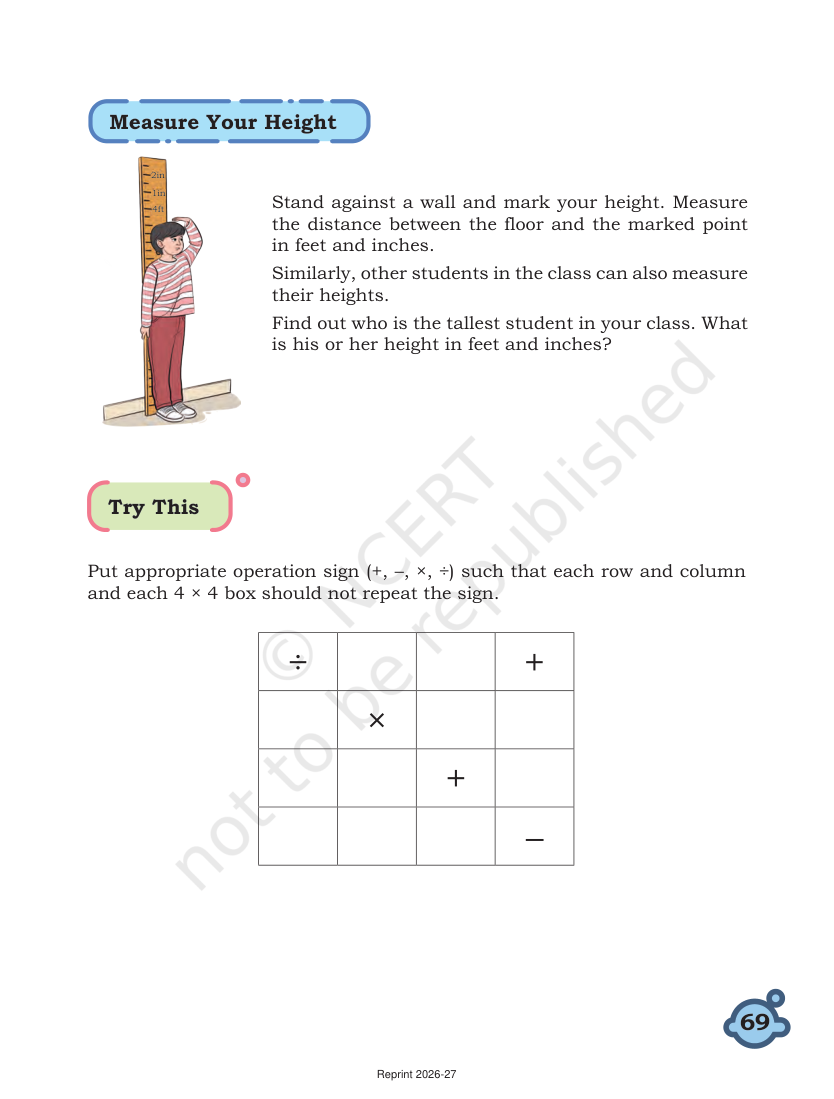 Measure Your Height
2in
1in
4ft
Stand against a wall and mark your height. Measure
the distance between the floor and the marked point
in feet and inches.
Similarly, other students in the class can also measure
their heights.
Find out who is the tallest student in your class. What
is his or her height in feet and inches?
Try This
Put appropriate operation sign (+, –, ×, ÷) such that each row and column
and each 4 × 4 box should not repeat the sign.
÷ +
×
+
–
© NCERT
not to be republished
69
Reprint 2026-27